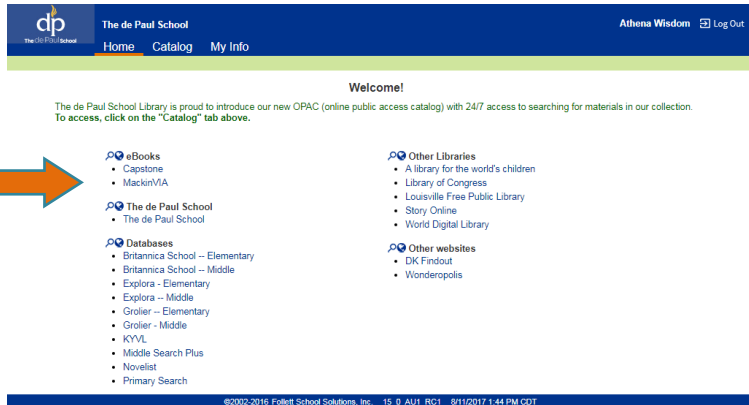 dp
The de Paul School
The de Paul School
Athena Wisdom Log Out
Home Catalog My Info
Welcome!
The de Paul School Library is proud to introduce our new OPAC (online public access catalog) with 24/7 access to searching for materials in our collection.
To access, click on the "Catalog" tab above.
eBooks
Capstone
MackinVIA
The de Paul School
The de Paul School
Databases
Britannica School -- Elementary
Britannica School -- Middle
Explora - Elementary
Explora -- Middle
Grolier -- Elementary
Grolier - Middle
KYVL
Middle Search Plus
Novelist
Primary Search
Other Libraries
A library for the world's children
Library of Congress
Louisville Free Public Library
Story Online
World Digital Library
Other websites
DK Findout
Wonderopolis
©2002-2016 Follett School Solutions, Inc. 15_0_AU1_RC1 8/11/2017 1:44 PM CDT